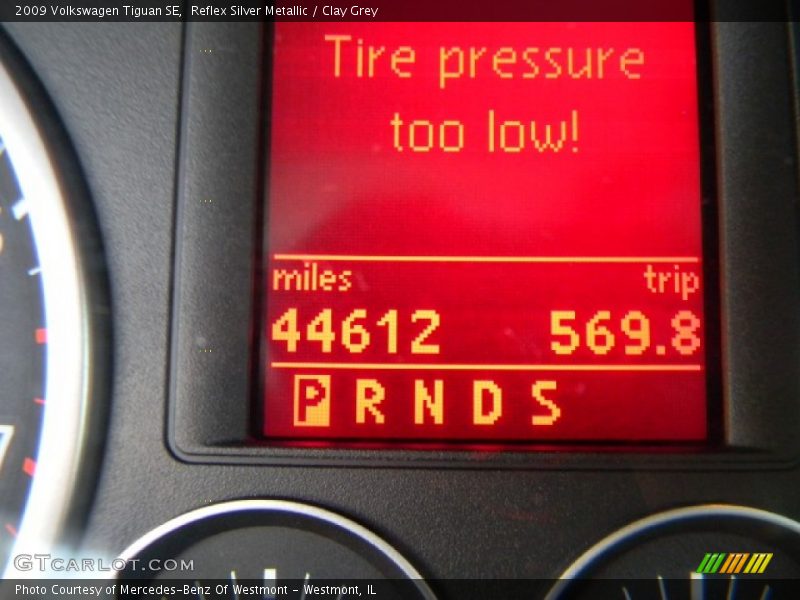 2009 Volkswagen Tiguan SE,  Reflex Silver Metallic / Clay Grey
Tire pressure
too low!
miles trip
44612 569.8
P R N D S
7
GTCARLOT.COM
Photo Courtesy of Mercedes-Benz Of Westmont - Westmont, IL